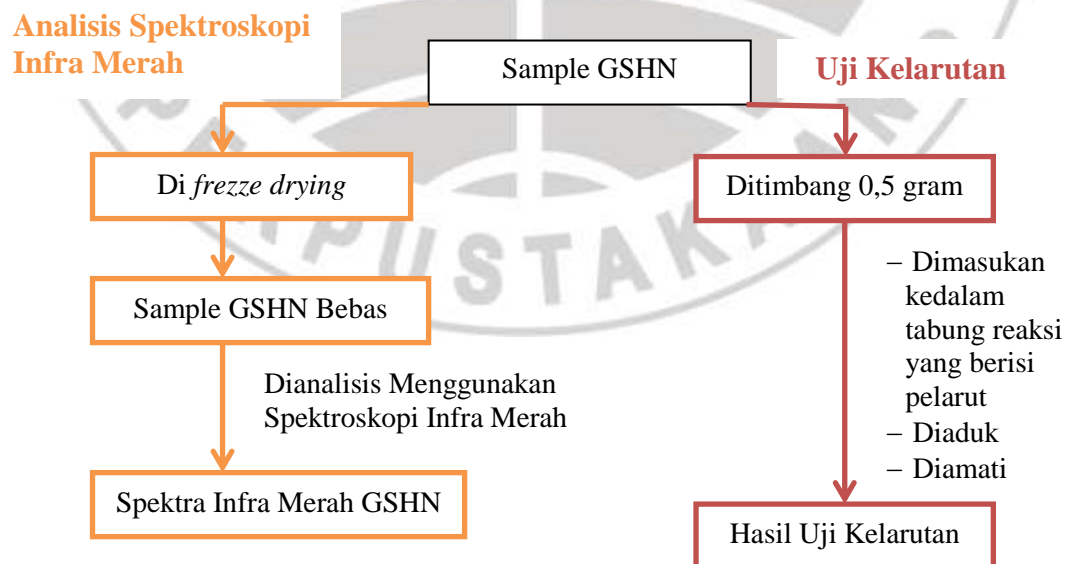 Analisis Spektroskopi
Infra Merah
Sample GSHN
Uji Kelarutan
Di frezze drying
Ditimbang 0,5 gram
Sample GSHN Bebas
− Dimasukan
kedalam
tabung reaksi
yang berisi
pelarut
− Diaduk
− Diamati
Dianalisis Menggunakan
Spektroskopi Infra Merah
Spektra Infra Merah GSHN
Hasil Uji Kelarutan
PERPUSTAKAAN